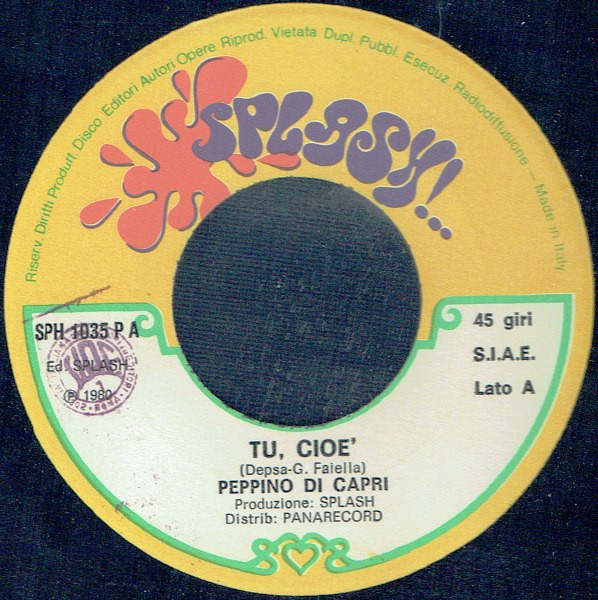 Riserv. Diritti Produtt. Disco Editori Autori Opere Riprod. Vietata Dupl. Pubbl. Esecuz. Radiodiffusione — Made in Italy
SPLASH!...
SPH 1035 P A
Ed. SPLASH
℗ 1980
45 giri
S.I.A.E.
Lato A
TU, CIOE'
(Depsa-G. Faiella)
PEPPINO DI CAPRI
Produzione: SPLASH
Distrib: PANARECORD